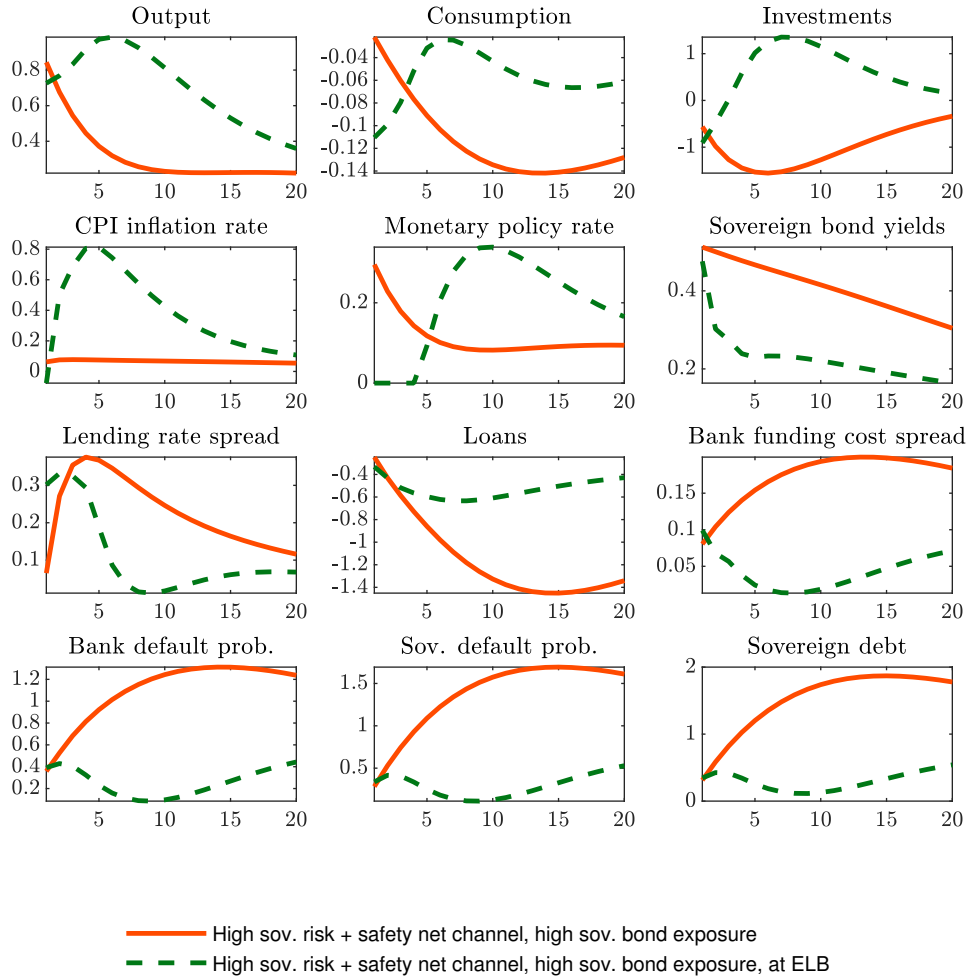 Output Consumption Investments
0.8
0.6
0.4
5 10 15 20
-0.04
-0.06
-0.08
-0.1
-0.12
-0.14
5 10 15 20
1
0
-1
5 10 15 20
CPI inflation rate Monetary policy rate Sovereign bond yields
0.8
0.6
0.4
0.2
0
5 10 15 20
0.2
0
5 10 15 20
0.4
0.2
5 10 15 20
Lending rate spread Loans Bank funding cost spread
0.3
0.2
0.1
5 10 15 20
-0.4
-0.6
-0.8
-1
-1.2
-1.4
5 10 15 20
0.15
0.1
0.05
5 10 15 20
Bank default prob. Sov. default prob. Sovereign debt
1.2
1
0.8
0.6
0.4
0.2
5 10 15 20
1.5
1
0.5
5 10 15 20
2
1
0
5 10 15 20
High sov. risk + safety net channel, high sov. bond exposure
High sov. risk + safety net channel, high sov. bond exposure, at ELB